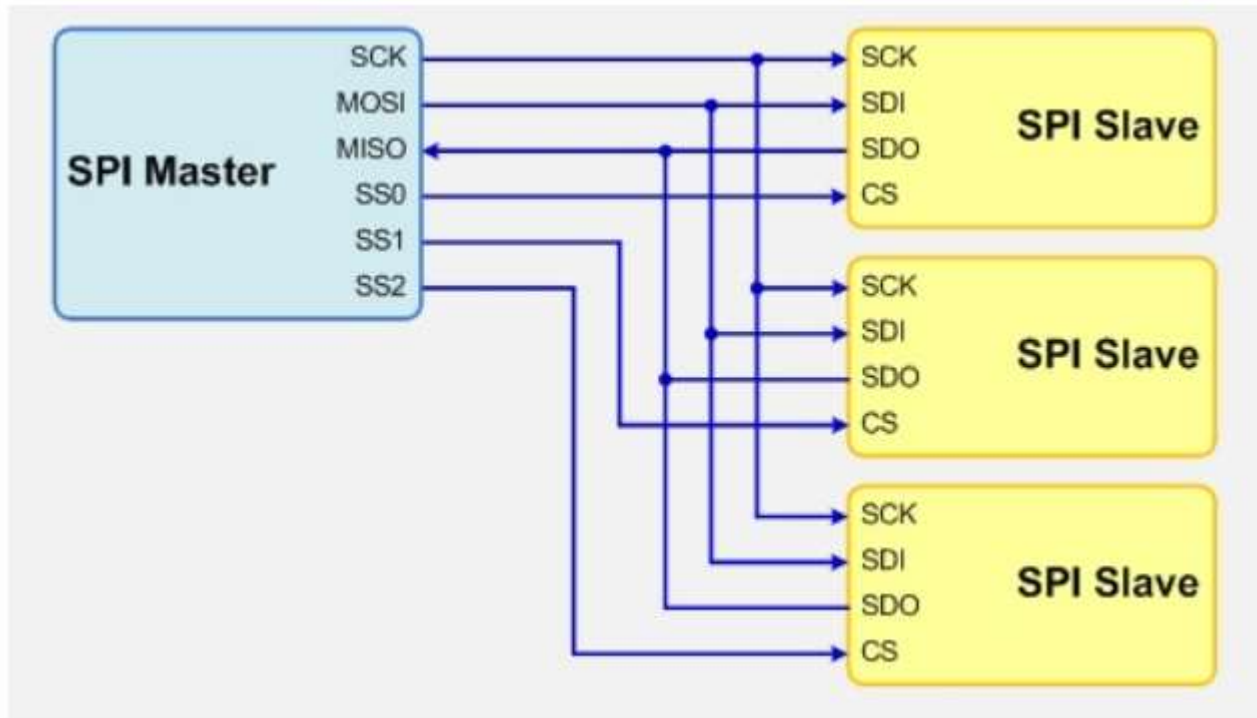 SPI Master
SCK
MOSI
MISO
SS0
SS1
SS2
SCK
SDI
SDO
CS
SPI Slave
SCK
SDI
SDO
CS
SPI Slave
SCK
SDI
SDO
CS
SPI Slave